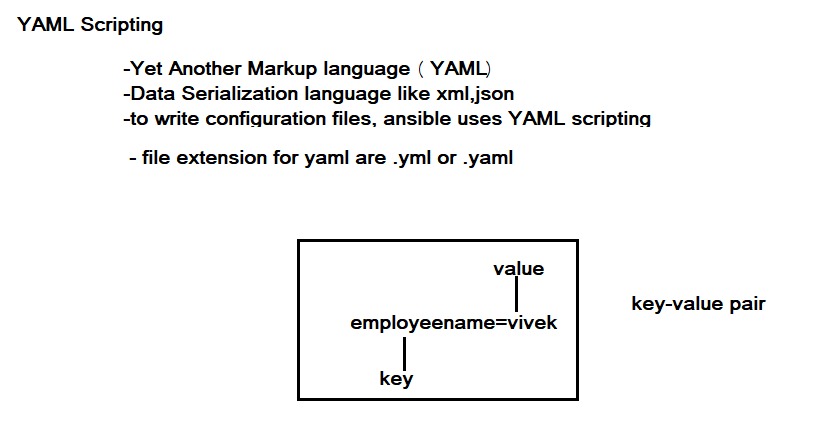 YAML Scripting
-Yet Another Markup language ( YAML)
-Data Serialization language like xml,json
-to write configuration files, ansible uses YAML scripting
- file extension for yaml are .yml or .yaml
value
key-value pair
employeename=vivek
key